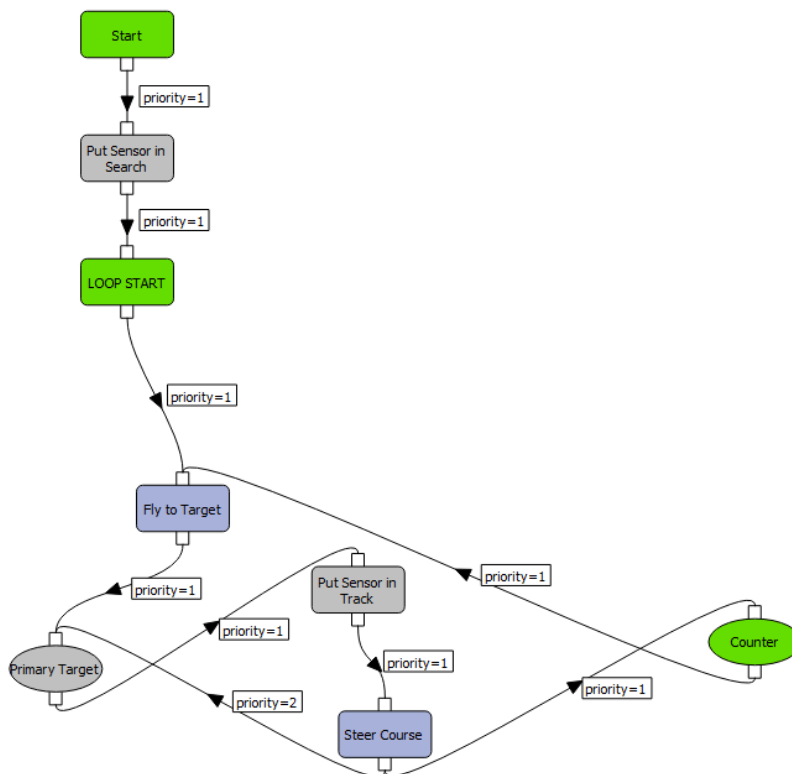 Start
priority=1
Put Sensor in
Search
priority=1
LOOP START
priority=1
Fly to Target
priority=1
priority=1
Put Sensor in
Track
priority=1
Counter
priority=1
Primary Target
priority=1
priority=2
Steer Course
priority=1